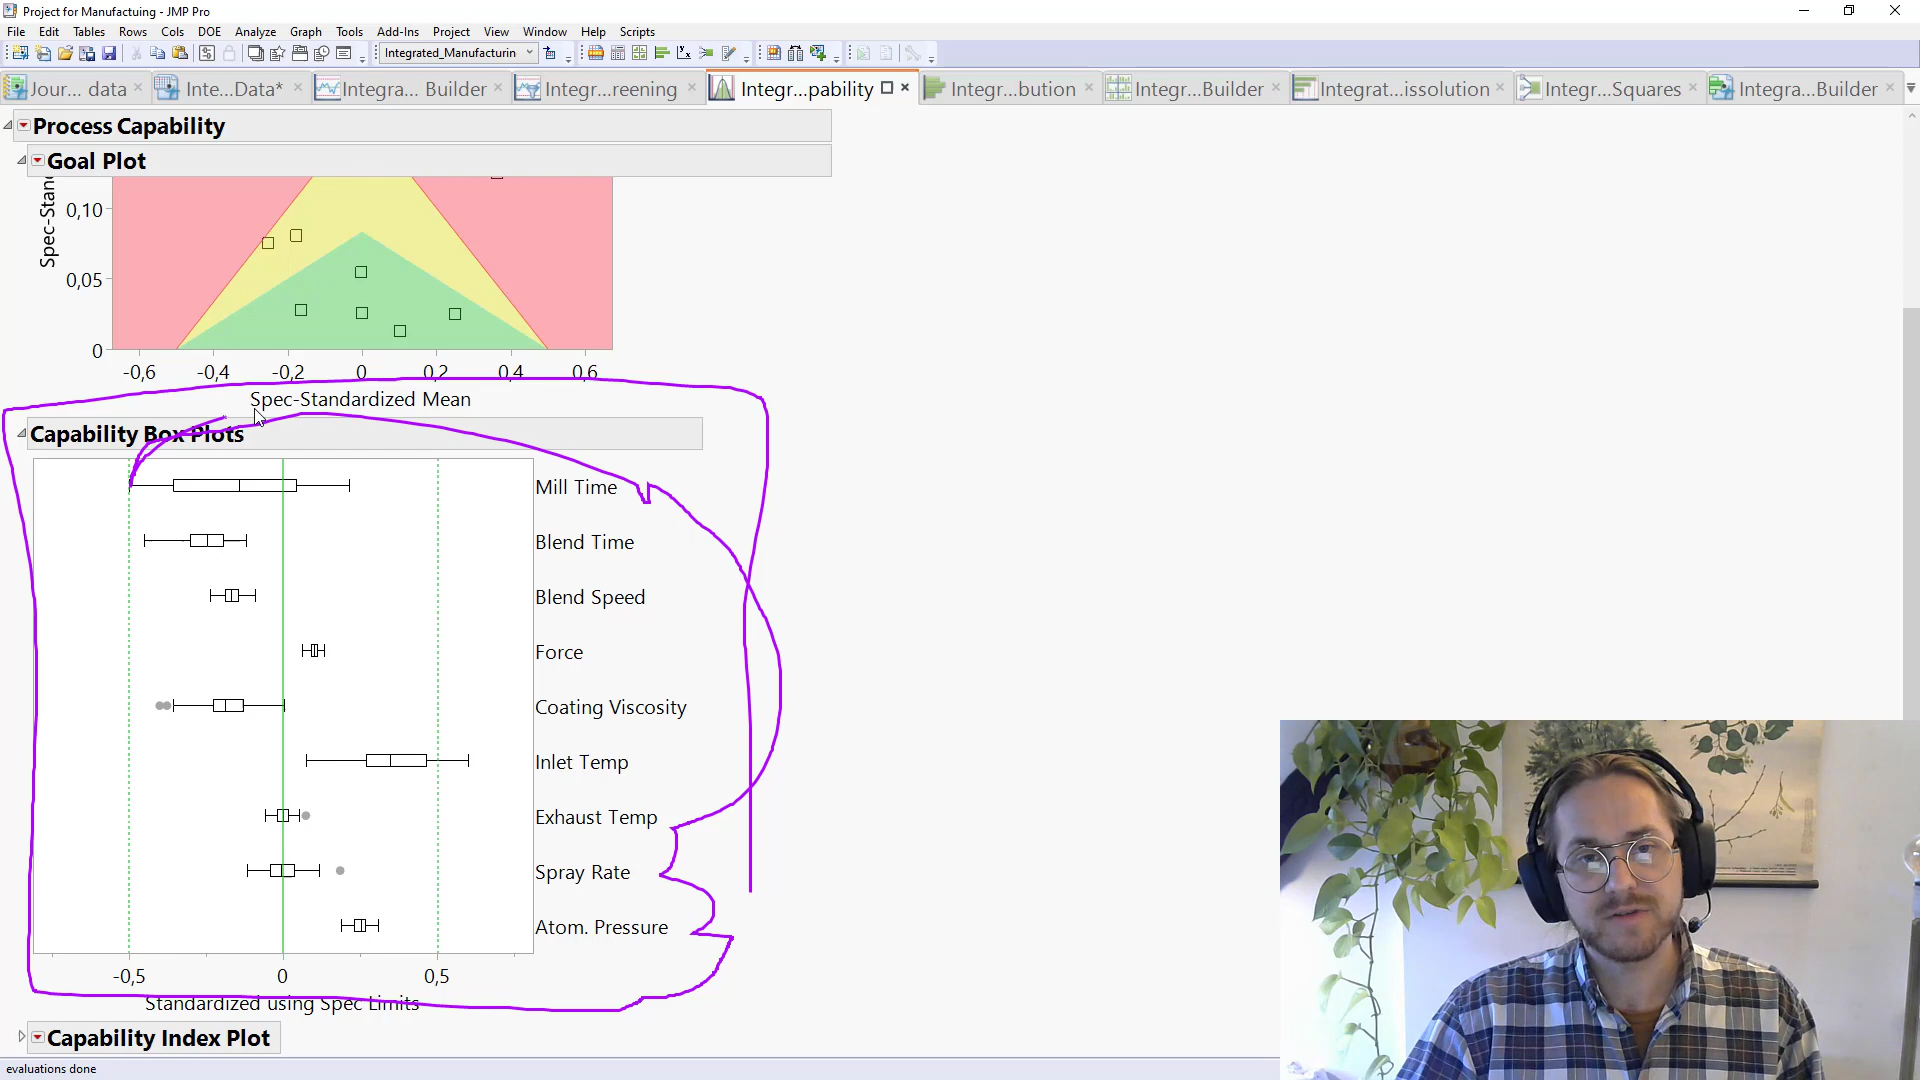 Project for Manufactuing - JMP Pro
File Edit Tables Rows Cols DOE Analyze Graph Tools Add-Ins Project View Window Help Scripts
Integrated_Manufacturin
Jour... data Inte...Data* Integra... Builder Integr...reening Integr...pability Integr...bution Integr...Builder Integrat...issolution Integr...Squares Integra...Builder
Process Capability
Goal Plot
Spec-Stan
0,10
0,05
0
-0,6 -0,4 -0,2 0 0,2 0,4 0,6
Spec-Standardized Mean
Capability Box Plots
Mill Time
Blend Time
Blend Speed
Force
Coating Viscosity
Inlet Temp
Exhaust Temp
Spray Rate
Atom. Pressure
-0,5 0 0,5
Standardized using Spec Limits
Capability Index Plot
evaluations done